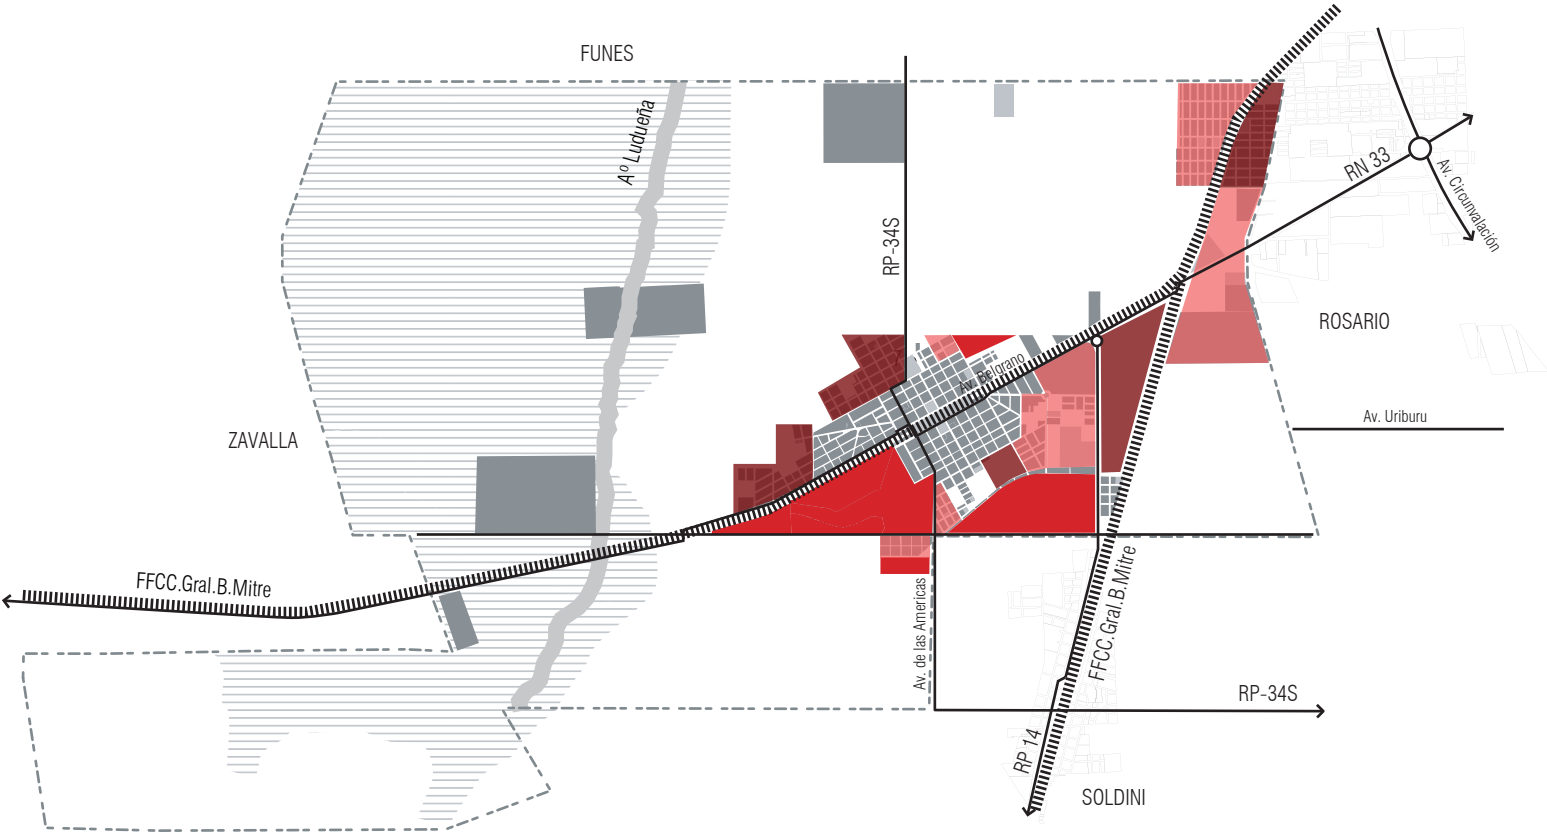 FUNES
Aº Ludueña
RN 33
Av. Circunvalación
RP-34S
ROSARIO
Av. Belgrano
Av. Uriburu
ZAVALLA
FFCC.Gral.B.Mitre
Av. de las Americas
FFCC.Gral.B.Mitre
RP-34S
RP 14
SOLDINI